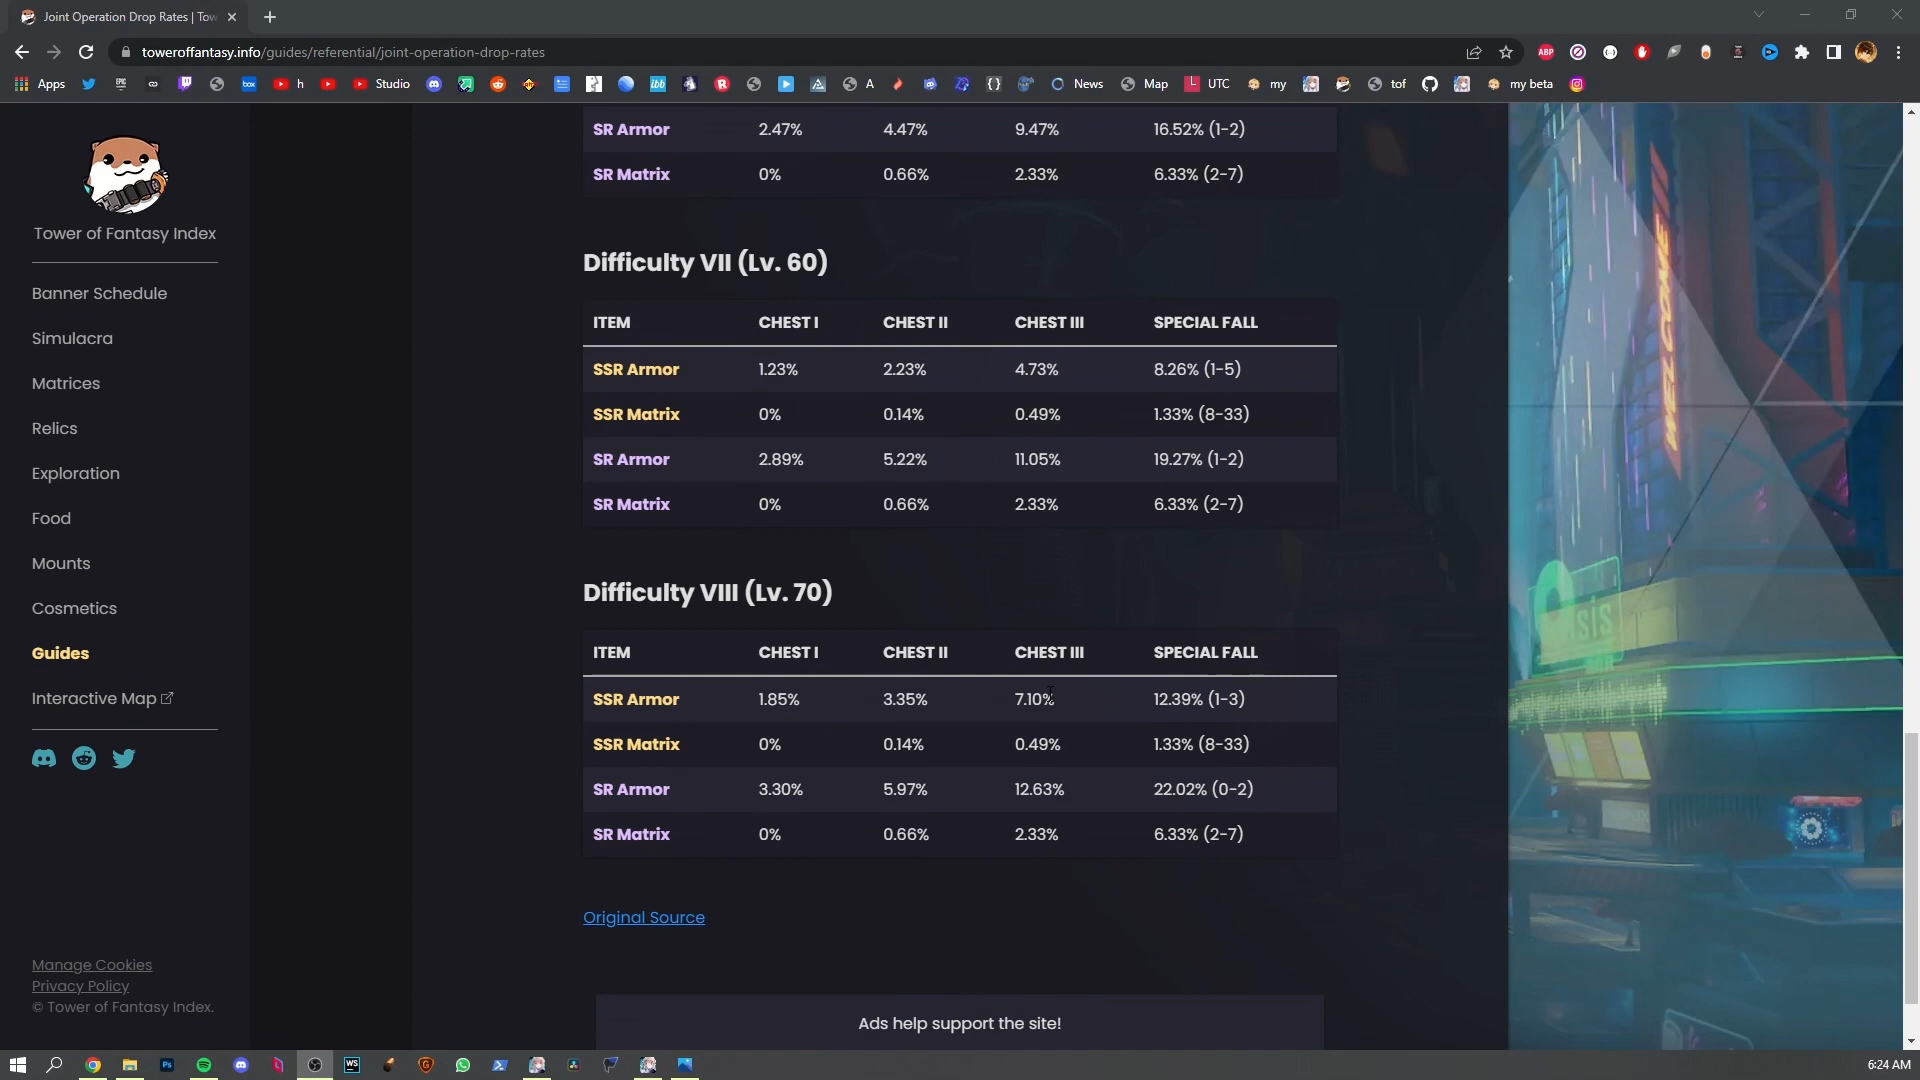 Joint Operation Drop Rates | Tow
toweroffantasy.info/guides/referential/joint-operation-drop-rates
ABP
Apps
EPIC
box
h
Studio
ibb
R
A
{ }
News
Map
L UTC
my
tof
my beta
Tower of Fantasy Index
Banner Schedule
Simulacra
Matrices
Relics
Exploration
Food
Mounts
Cosmetics
Guides
Interactive Map
Manage Cookies
Privacy Policy
© Tower of Fantasy Index.
SR Armor 2.47% 4.47% 9.47% 16.52% (1-2)
SR Matrix 0% 0.66% 2.33% 6.33% (2-7)
Difficulty VII (Lv. 60)
ITEM CHEST I CHEST II CHEST III SPECIAL FALL
SSR Armor 1.23% 2.23% 4.73% 8.26% (1-5)
SSR Matrix 0% 0.14% 0.49% 1.33% (8-33)
SR Armor 2.89% 5.22% 11.05% 19.27% (1-2)
SR Matrix 0% 0.66% 2.33% 6.33% (2-7)
Difficulty VIII (Lv. 70)
ITEM CHEST I CHEST II CHEST III SPECIAL FALL
SSR Armor 1.85% 3.35% 7.10% 12.39% (1-3)
SSR Matrix 0% 0.14% 0.49% 1.33% (8-33)
SR Armor 3.30% 5.97% 12.63% 22.02% (0-2)
SR Matrix 0% 0.66% 2.33% 6.33% (2-7)
Original Source
Ads help support the site!
WELCOME
Ps
WS
6:24 AM